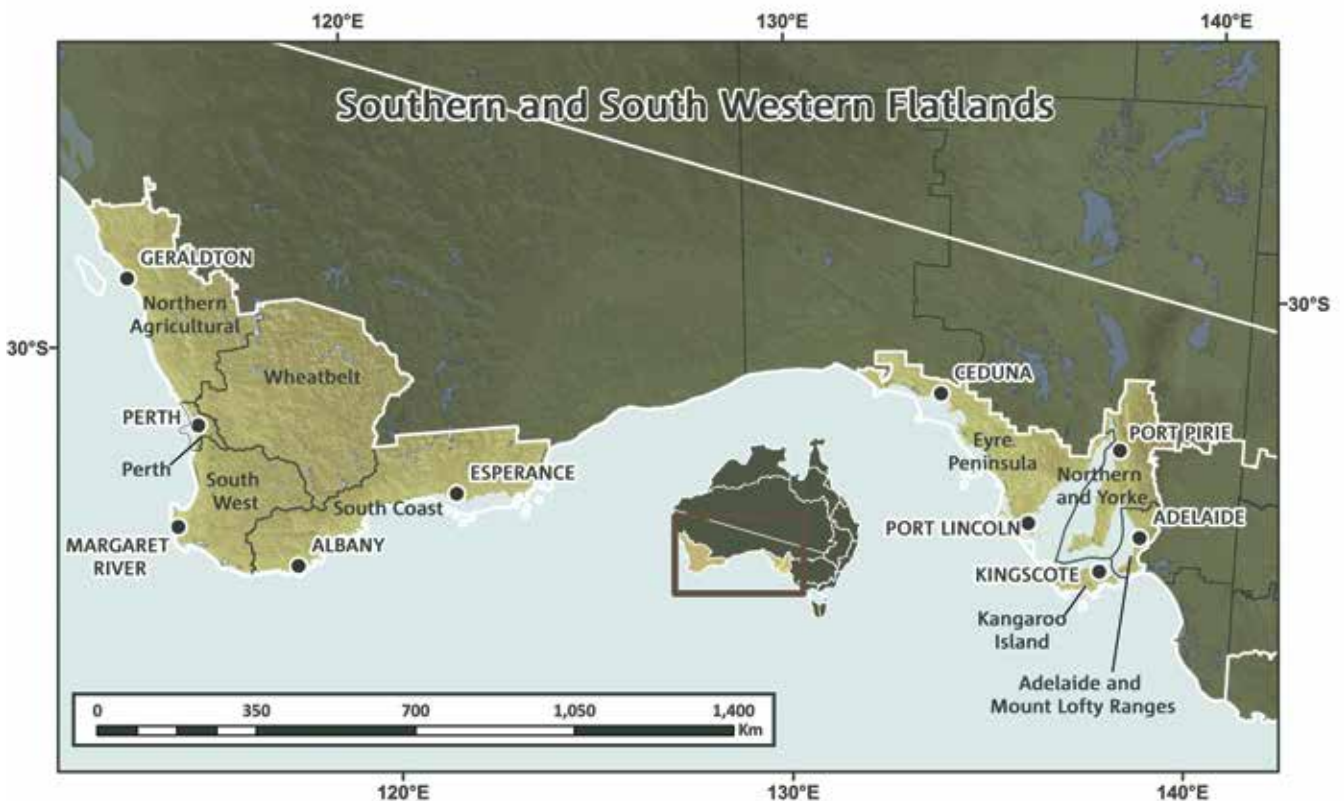 120°E
130°E
140°E
Southern and South Western Flatlands
GERALDTON
Northern
Agricultural
30°S
30°S
Wheatbelt
CEDUNA
PERTH
Perth
Eyre
Peninsula
PORT PIRIE
Northern
and Yorke
ESPERANCE
South
West
South Coast
PORT LINCOLN
ADELAIDE
MARGARET
RIVER
ALBANY
KINGSCOTE
Kangaroo
Island
Adelaide and
Mount Lofty Ranges
0
350
700
1,050
1,400
Km
120°E
130°E
140°E